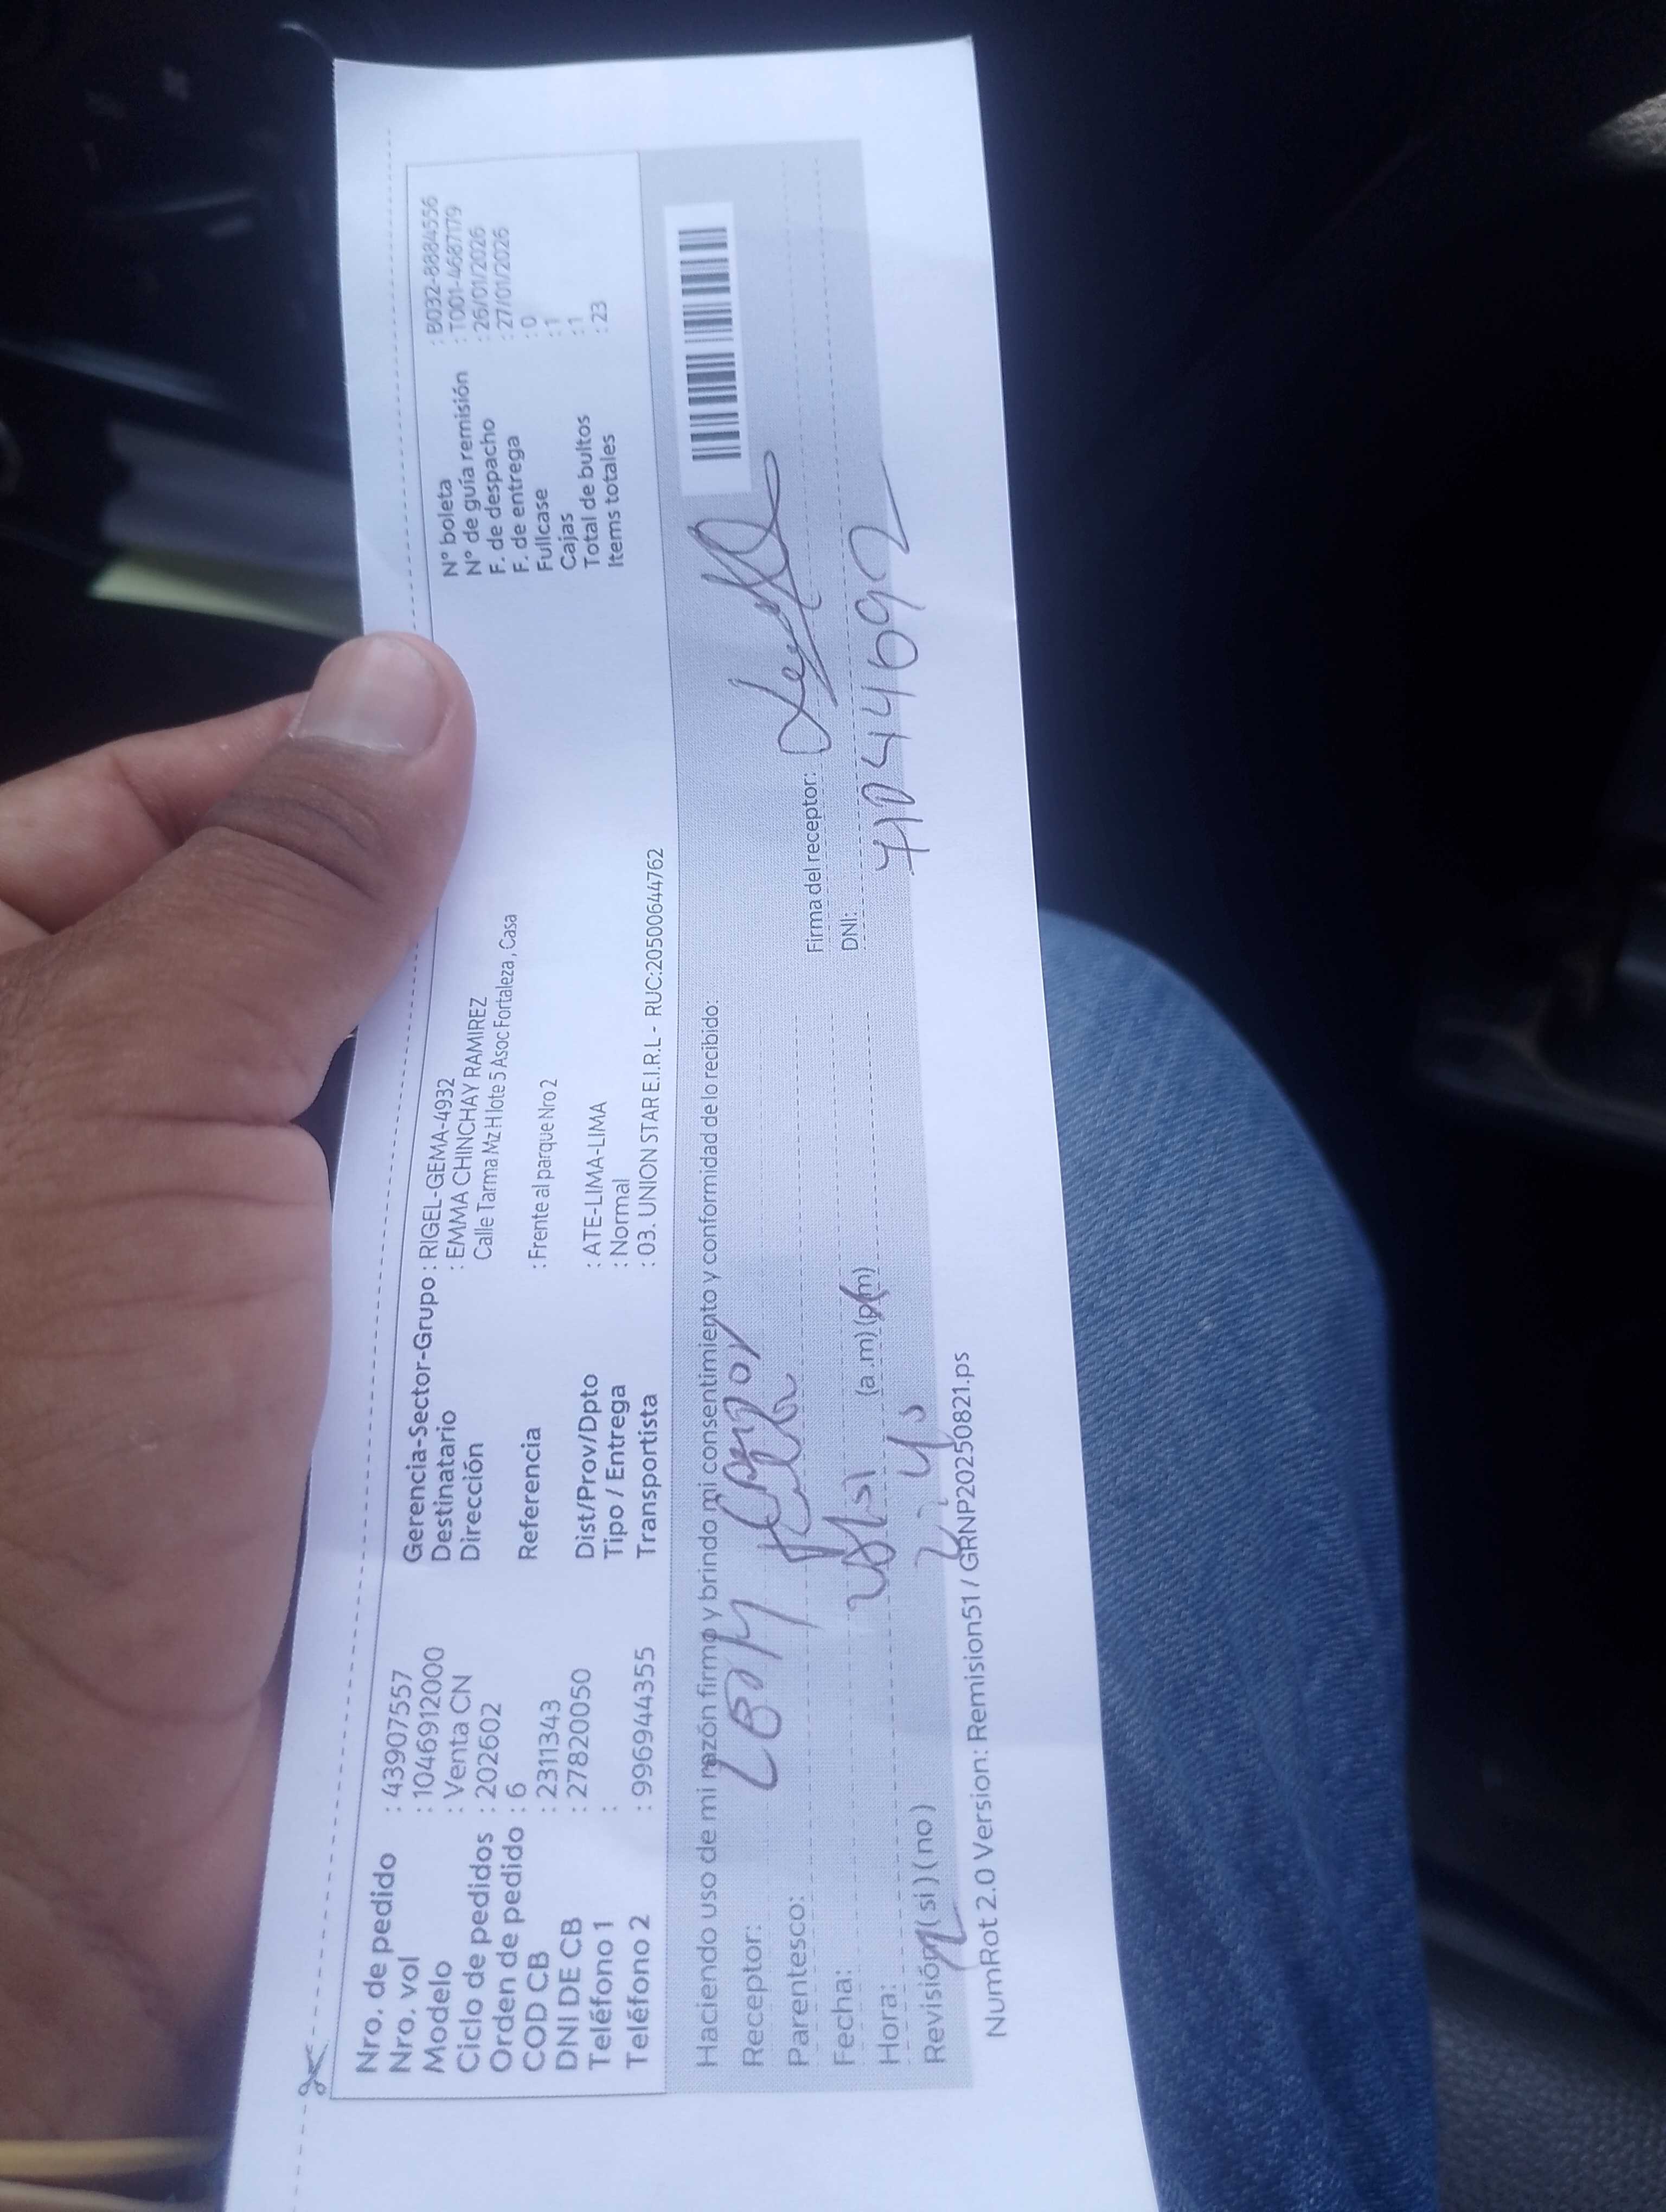 Nro. de pedido : 43907557
Nro. vol : 1046912000
Modelo : Venta CN
Ciclo de pedidos : 202602
Orden de pedido : 6
COD CB : 2311343
DNI DE CB : 27820050
Teléfono 1 :
Teléfono 2 : 996944355
Gerencia-Sector-Grupo : RIGEL-GEMA-4932
Destinatario : EMMA CHINCHAY RAMIREZ
Dirección Calle Tarma Mz H lote 5 Asoc Fortaleza , Casa
Referencia : Frente al parque Nro 2
Dist/Prov/Dpto : ATE-LIMA-LIMA
Tipo / Entrega : Normal
Transportista : 03. UNION STAR E.I.R.L - RUC:20500644762
N° boleta : B032-8884556
N° de guía remisión : T001-4687179
F. de despacho : 26/01/2026
F. de entrega : 27/01/2026
Fullcase : 0
Cajas : 1
Total de bultos : 1
Items totales : 23
Haciendo uso de mi razón firmo y brindo mi consentimiento y conformidad de lo recibido:
Receptor:
Parentesco:
Fecha:
Hora: (a .m) (p.m)
Revisión (si) (no)
Firma del receptor:
DNI: 71044692
NumRot 2.0 Version: Remision51 / GRNP20250821.ps